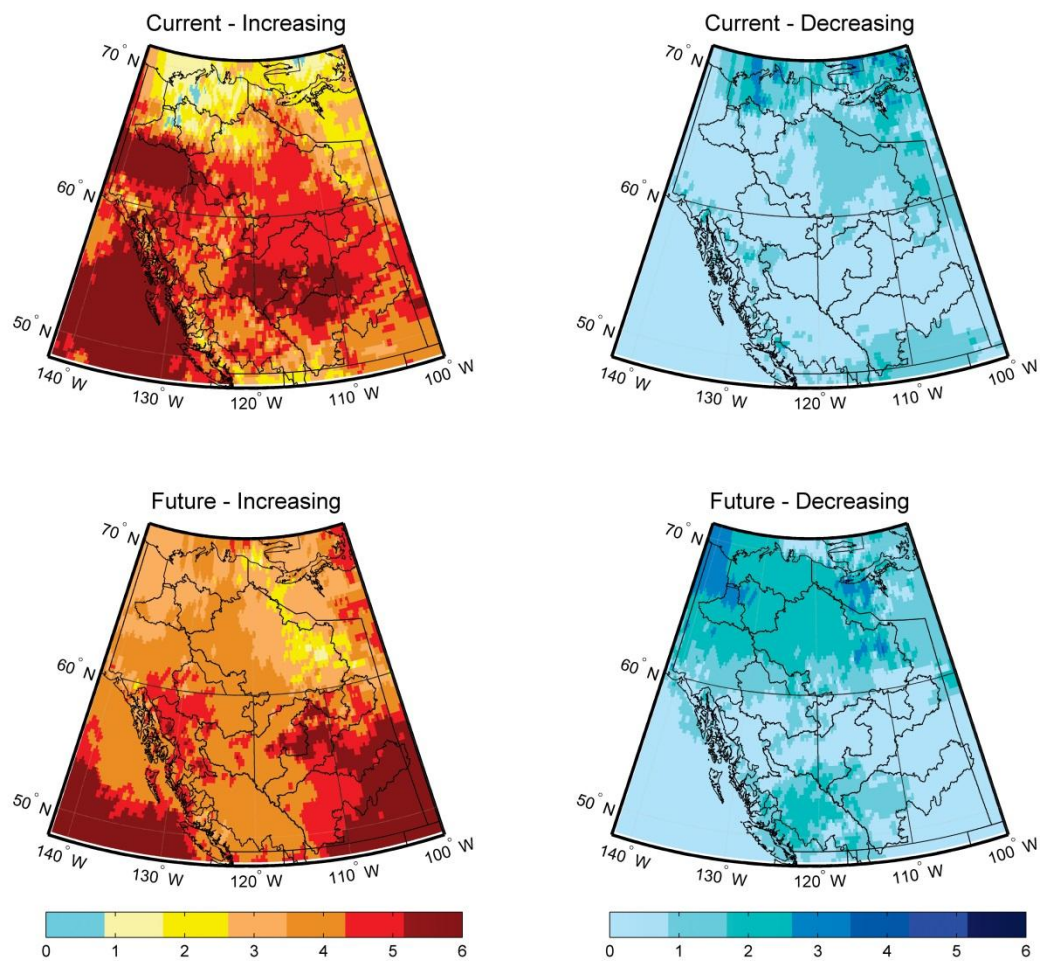 Current - Increasing
Current - Decreasing
70° N
60° N
50° N
140° W
130° W
120° W
110° W
100° W
70° N
60° N
50° N
140° W
130° W
120° W
110° W
100° W
Future - Increasing
Future - Decreasing
70° N
60° N
50° N
140° W
130° W
120° W
110° W
100° W
70° N
60° N
50° N
140° W
130° W
120° W
110° W
100° W
0 1 2 3 4 5 6
0 1 2 3 4 5 6